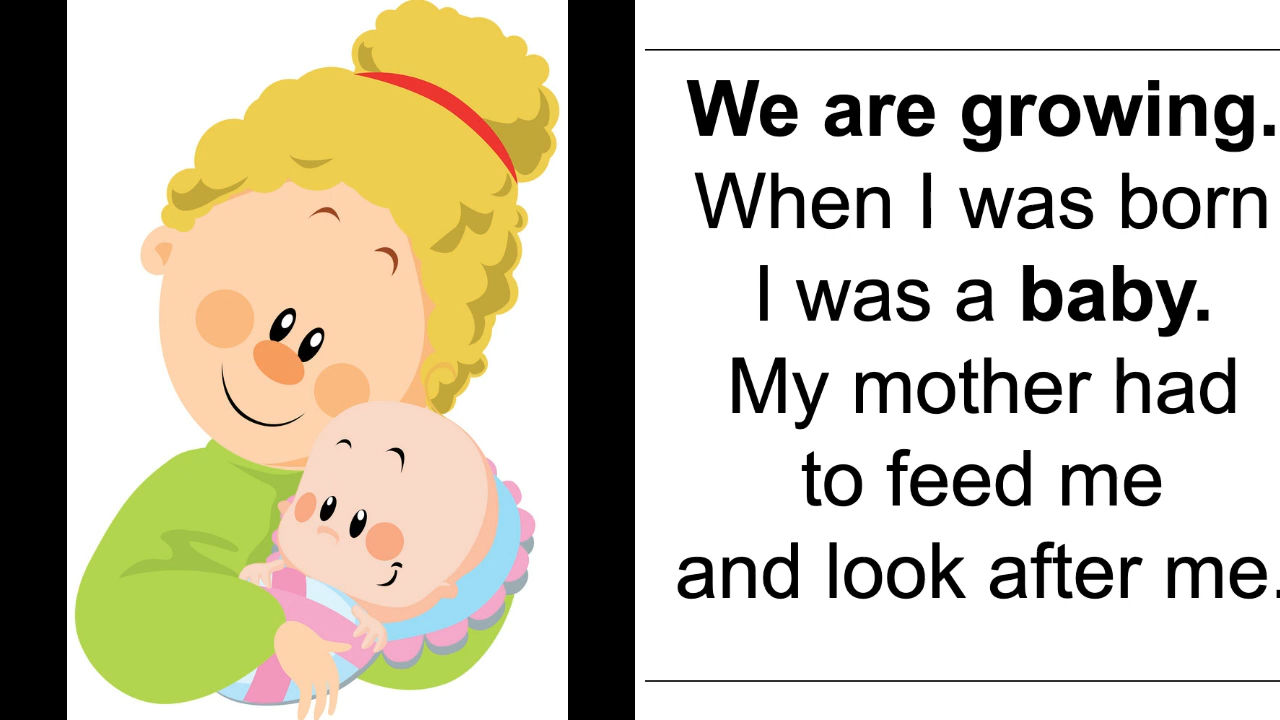 We are growing.
When I was born
I was a baby.
My mother had
to feed me
and look after me.